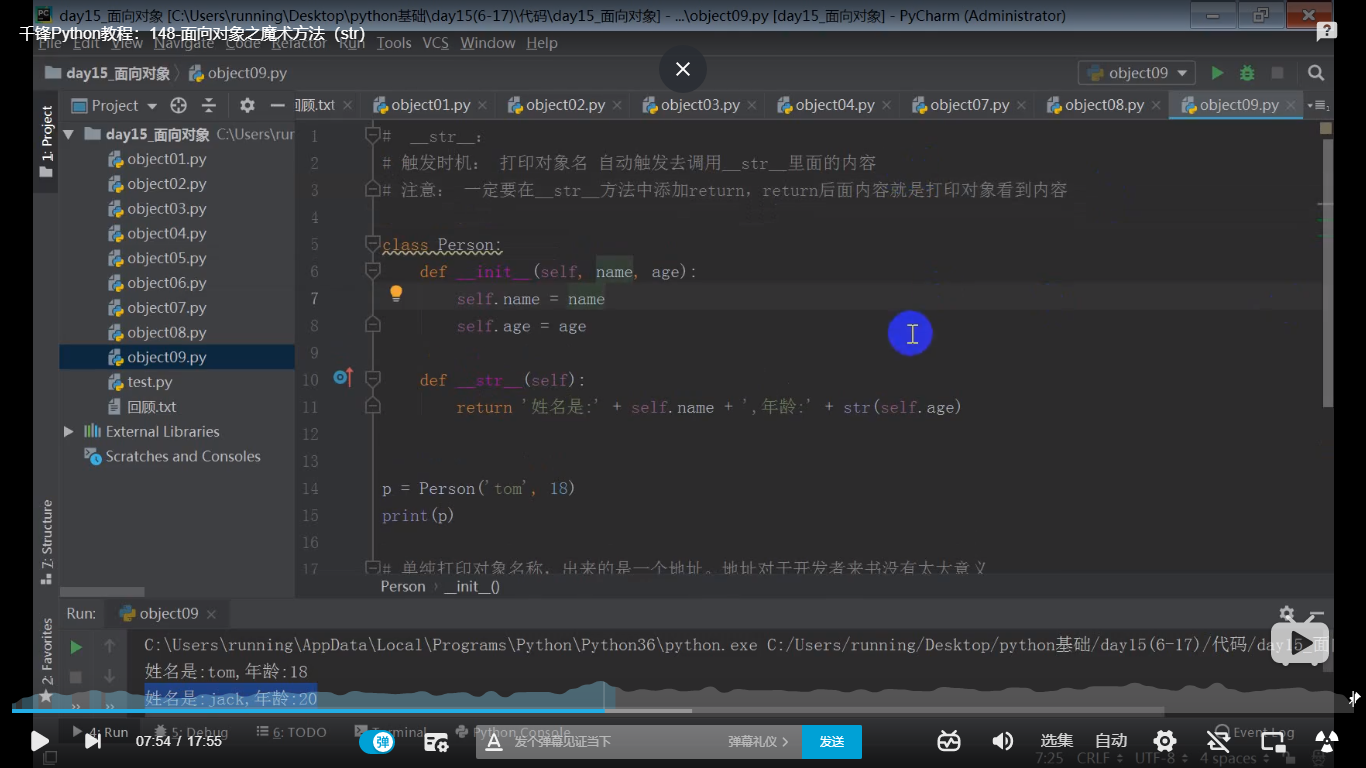 day15_面向对象 [C:\Users\running\Desktop\python基础\day15(6-17)\代码\day15_面向对象] - ...\object09.py [day15_面向对象] - PyCharm (Administrator)
千锋Python教程：148-面向对象之魔术方法（str）
File Edit View Navigate Code Refactor Run Tools VCS Window Help
day15_面向对象 object09.py object09
Project 回顾.txt object01.py object02.py object03.py object04.py object07.py object08.py object09.py
1: Project
day15_面向对象 C:\Users\run
object01.py
object02.py
object03.py
object04.py
object05.py
object06.py
object07.py
object08.py
object09.py
test.py
回顾.txt
External Libraries
Scratches and Consoles
1 # __str__：
2 # 触发时机： 打印对象名 自动触发去调用__str__里面的内容
3 # 注意： 一定要在__str__方法中添加return，return后面内容就是打印对象看到内容
4
5 class Person:
6 def __init__(self, name, age):
7 self.name = name
8 self.age = age
9
10 def __str__(self):
11 return '姓名是:' + self.name + ',年龄:' + str(self.age)
12
13
14 p = Person('tom', 18)
15 print(p)
16
17 # 单纯打印对象名称，出来的是一个地址。地址对于开发者来书没有太大意义
Person › __init__()
7: Structure
2: Favorites
Run: object09
C:\Users\running\AppData\Local\Programs\Python\Python36\python.exe C:/Users/running/Desktop/python基础/day15(6-17)/代码/day15_面
姓名是:tom,年龄:18
姓名是:jack,年龄:20
4: Run 5: Debug 6: TODO Terminal Python Console Event Log
07:54 / 17:55 弹 发个弹幕见证当下 弹幕礼仪 › 发送 选集 自动
7:25 CRLF UTF-8 4 spaces